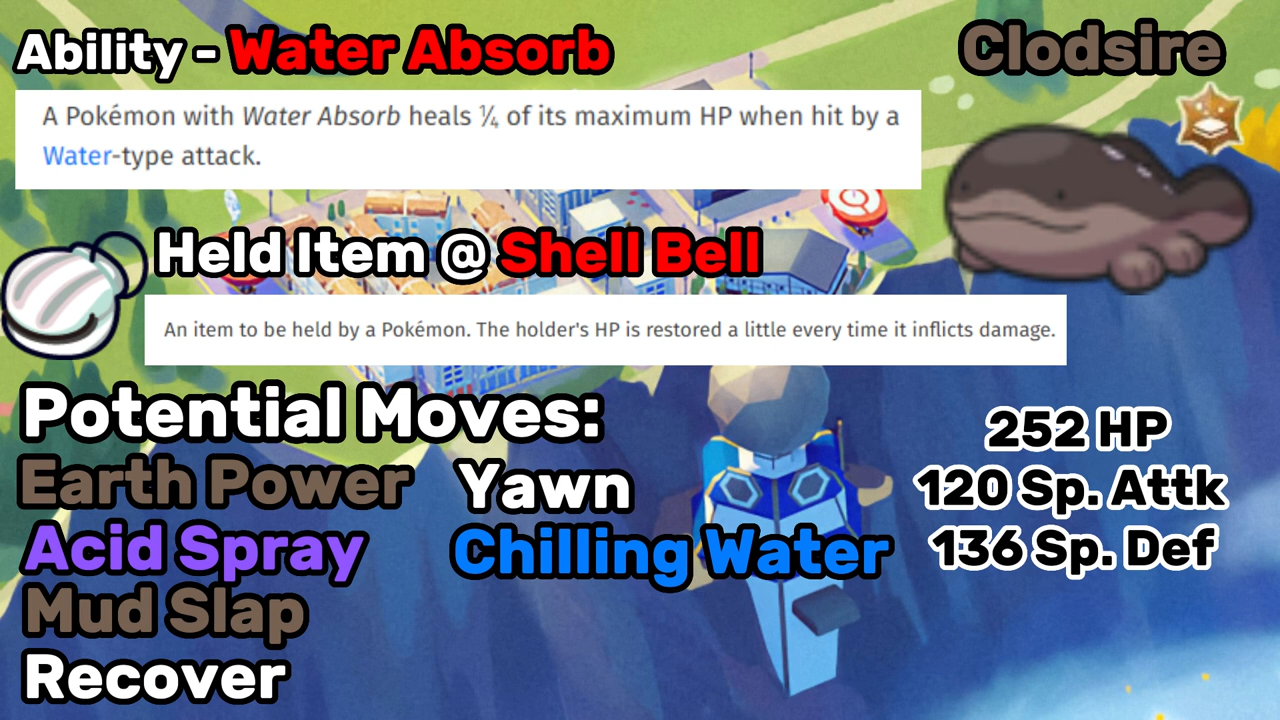 Ability - Water Absorb
Clodsire
A Pokémon with Water Absorb heals ¼ of its maximum HP when hit by a
Water-type attack.
Held Item @ Shell Bell
An item to be held by a Pokémon. The holder's HP is restored a little every time it inflicts damage.
Potential Moves:
Earth Power
Yawn
Acid Spray
Chilling Water
Mud Slap
Recover
252 HP
120 Sp. Attk
136 Sp. Def